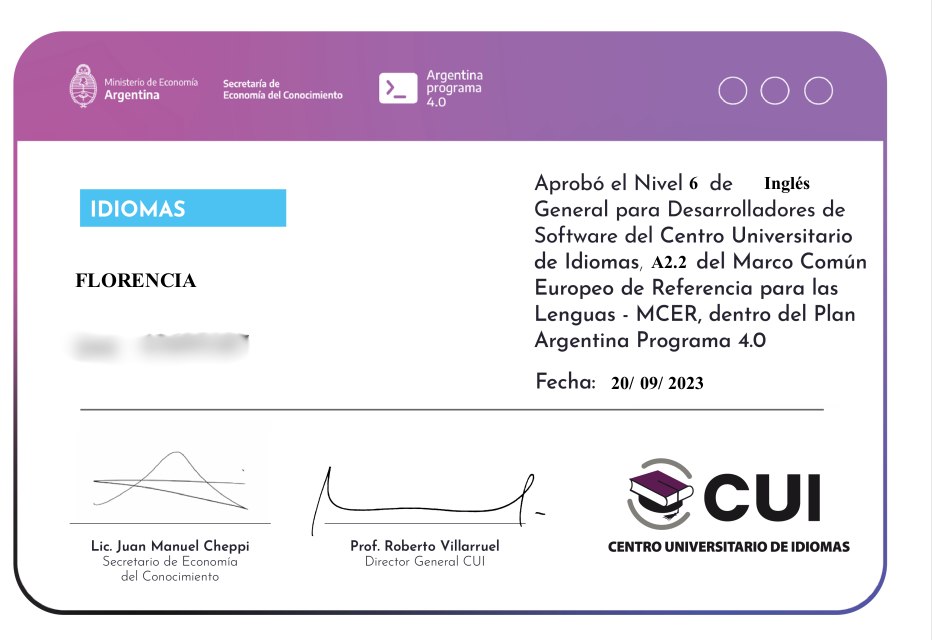 Ministerio de Economía
Argentina
Secretaría de
Economía del Conocimiento
Argentina
programa
4.0
IDIOMAS
FLORENCIA
Aprobó el Nivel 6 de Inglés
General para Desarrolladores de
Software del Centro Universitario
de Idiomas, A2.2 del Marco Común
Europeo de Referencia para las
Lenguas - MCER, dentro del Plan
Argentina Programa 4.0
Fecha: 20/ 09/ 2023
Lic. Juan Manuel Cheppi
Secretario de Economía
del Conocimiento
Prof. Roberto Villarruel
Director General CUI
CUI
CENTRO UNIVERSITARIO DE IDIOMAS